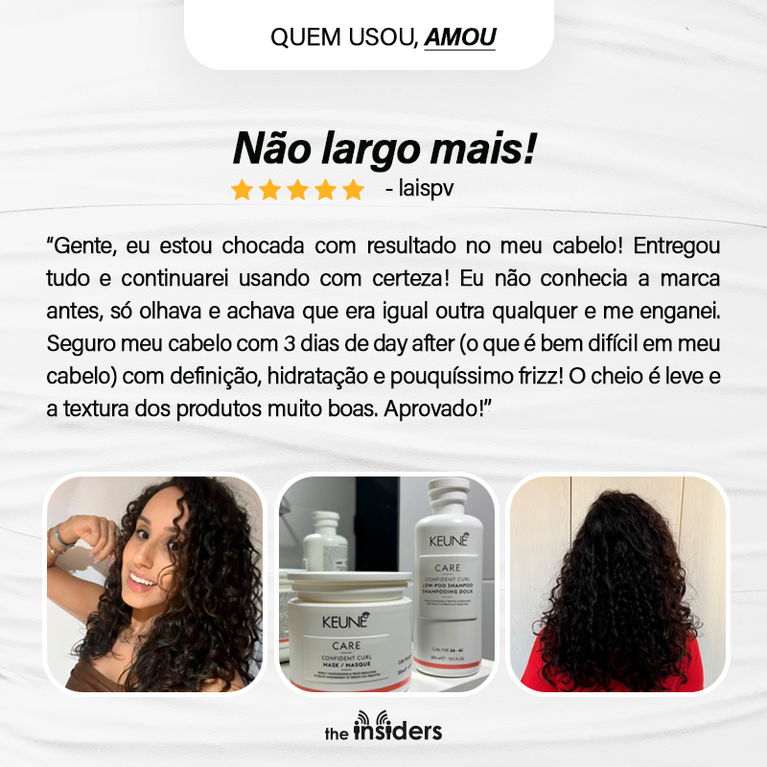 QUEM USOU, AMOU
Não largo mais!
- laispv
“Gente, eu estou chocada com resultado no meu cabelo! Entregou
tudo e continuarei usando com certeza! Eu não conhecia a marca
antes, só olhava e achava que era igual outra qualquer e me enganei.
Seguro meu cabelo com 3 dias de day after (o que é bem difícil em meu
cabelo) com definição, hidratação e pouquíssimo frizz! O cheio é leve e
a textura dos produtos muito boas. Aprovado!”
KEUNE
CARE
CONFIDENT CURL
MASK / MASQUE
KEUNE
CARE
CONFIDENT CURL
LOW-POO SHAMPOO
SHAMPOOING DOUX
CURL TYPE 2A - 4C
the insiders